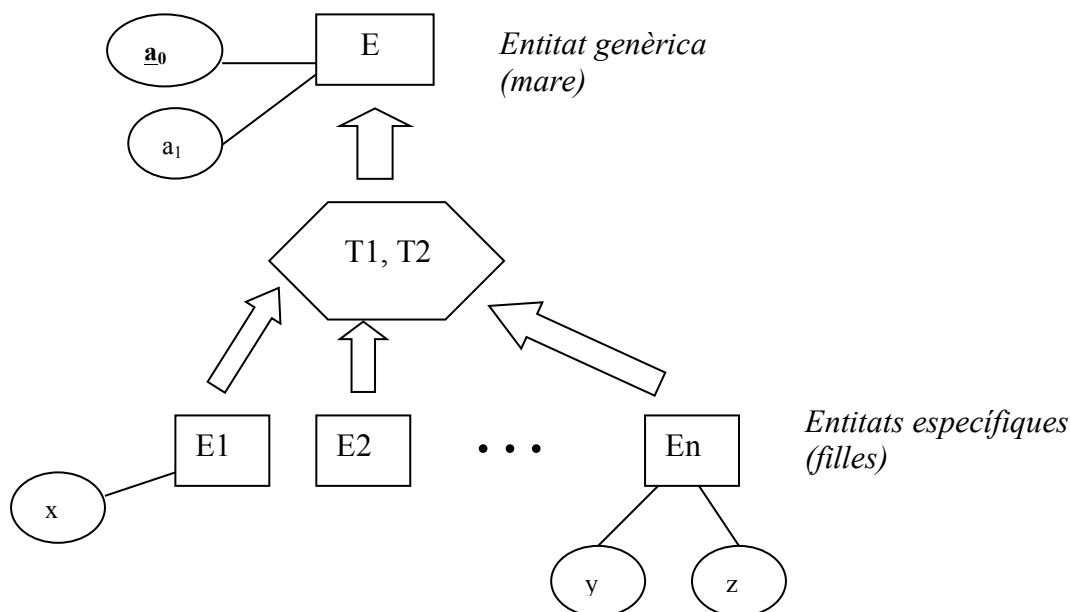 a₀
E
Entitat genèrica
(mare)
a₁
T1, T2
E1
E2
• • •
En
Entitats específiques
(filles)
x
y
z